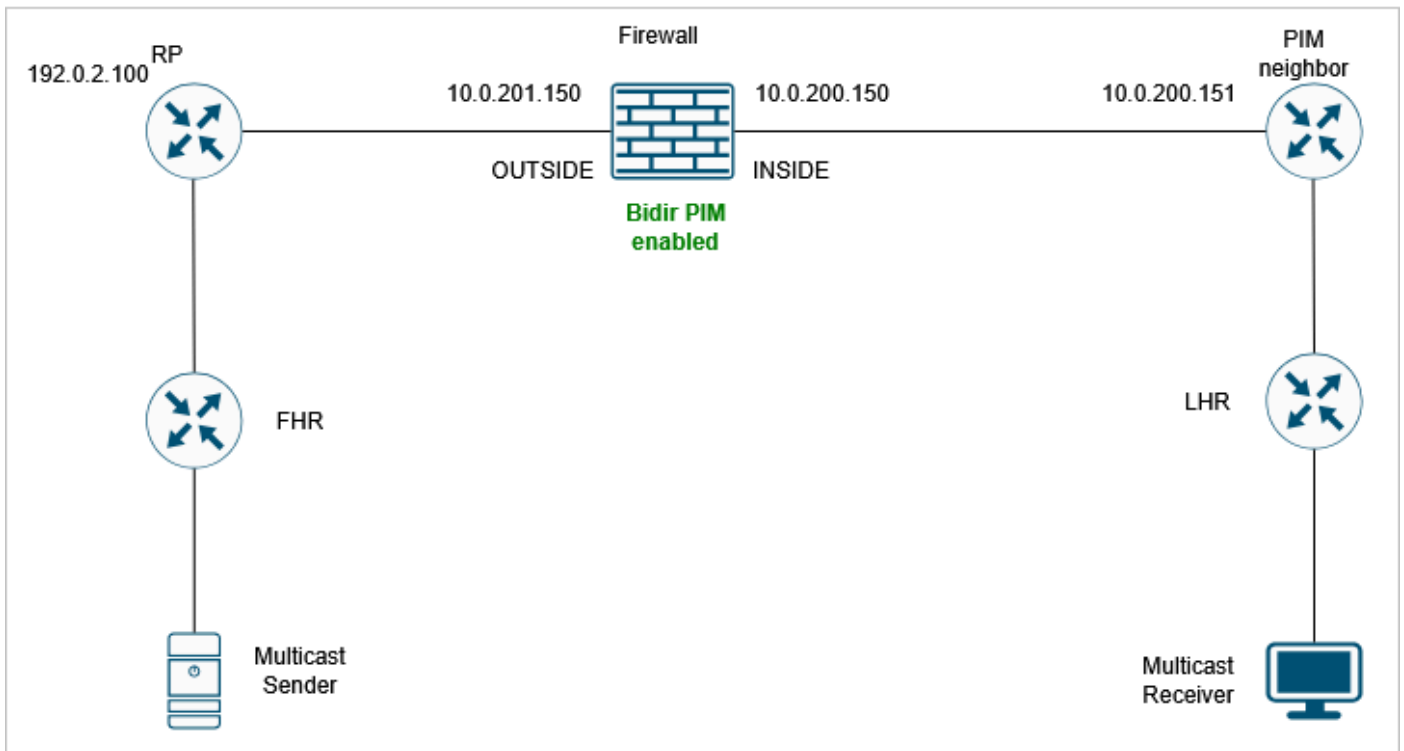 Firewall
PIM
neighbor
RP
192.0.2.100
10.0.201.150
10.0.200.150
10.0.200.151
OUTSIDE
INSIDE
Bidir PIM
enabled
FHR
LHR
Multicast
Sender
Multicast
Receiver